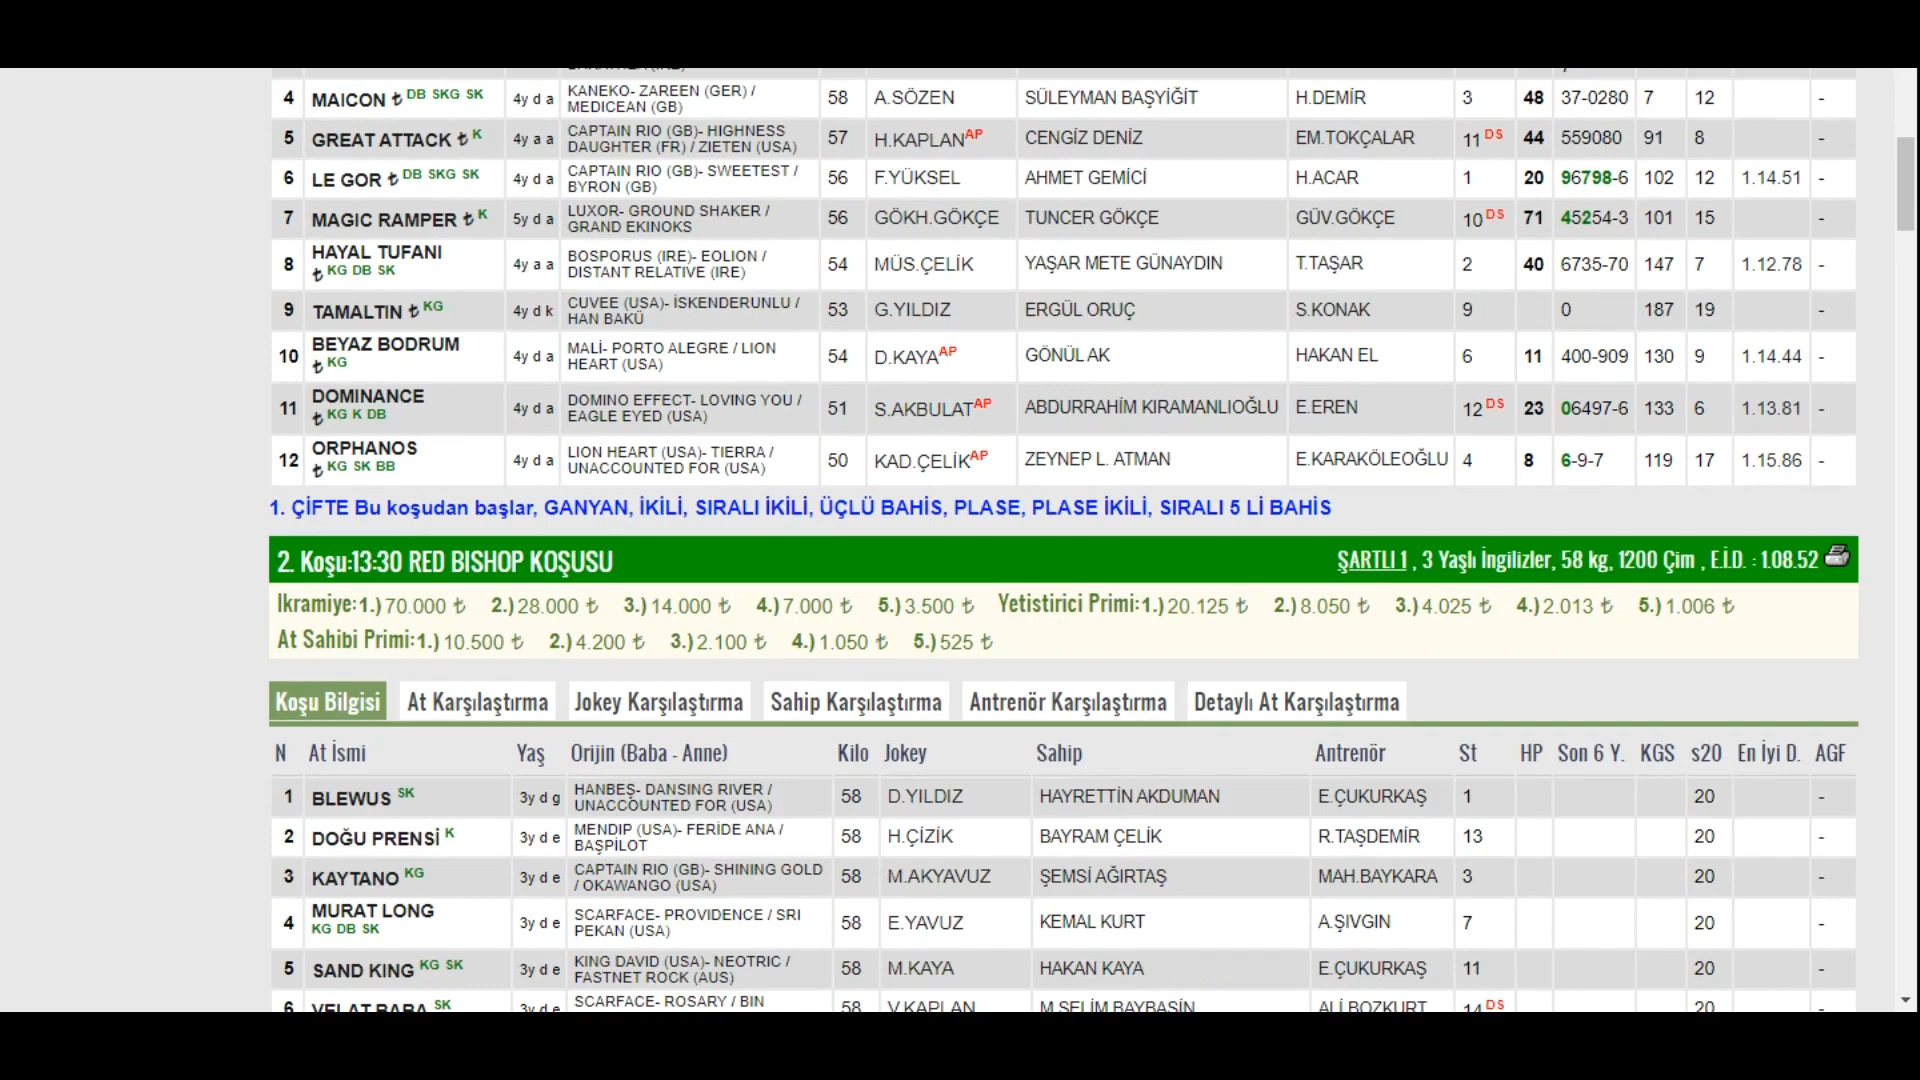 4 MAICON ₺ DB SKG SK 4y d a KANEKO- ZAREEN (GER) / MEDICEAN (GB) 58 A.SÖZEN SÜLEYMAN BAŞYİĞİT H.DEMİR 3 48 37-0280 7 12 -
5 GREAT ATTACK ₺ K 4y a a CAPTAIN RIO (GB)- HIGHNESS DAUGHTER (FR) / ZIETEN (USA) 57 H.KAPLAN AP CENGİZ DENİZ EM.TOKÇALAR 11 DS 44 559080 91 8 -
6 LE GOR ₺ DB SKG SK 4y d a CAPTAIN RIO (GB)- SWEETEST / BYRON (GB) 56 F.YÜKSEL AHMET GEMİCİ H.ACAR 1 20 96798-6 102 12 1.14.51 -
7 MAGIC RAMPER ₺ K 5y d a LUXOR- GROUND SHAKER / GRAND EKINOKS 56 GÖKH.GÖKÇE TUNCER GÖKÇE GÜV.GÖKÇE 10 DS 71 45254-3 101 15 -
8 HAYAL TUFANI ₺ KG DB SK 4y a a BOSPORUS (IRE)- EOLION / DISTANT RELATIVE (IRE) 54 MÜS.ÇELİK YAŞAR METE GÜNAYDIN T.TAŞAR 2 40 6735-70 147 7 1.12.78 -
9 TAMALTIN ₺ KG 4y d k CUVEE (USA)- İSKENDERUNLU / HAN BAKÜ 53 G.YILDIZ ERGÜL ORUÇ S.KONAK 9 0 187 19 -
10 BEYAZ BODRUM ₺ KG 4y d a MALİ- PORTO ALEGRE / LION HEART (USA) 54 D.KAYA AP GÖNÜL AK HAKAN EL 6 11 400-909 130 9 1.14.44 -
11 DOMINANCE ₺ KG K DB 4y d a DOMINO EFFECT- LOVING YOU / EAGLE EYED (USA) 51 S.AKBULAT AP ABDURRAHİM KIRAMANLIOĞLU E.EREN 12 DS 23 06497-6 133 6 1.13.81 -
12 ORPHANOS ₺ KG SK BB 4y d a LION HEART (USA)- TIERRA / UNACCOUNTED FOR (USA) 50 KAD.ÇELİK AP ZEYNEP L. ATMAN E.KARAKÖLEOĞLU 4 8 6-9-7 119 17 1.15.86 -
1. ÇİFTE Bu koşudan başlar, GANYAN, İKİLİ, SIRALI İKİLİ, ÜÇLÜ BAHİS, PLASE, PLASE İKİLİ, SIRALI 5 Lİ BAHİS
2. Koşu:13:30 RED BISHOP KOŞUSU ŞARTLI 1 , 3 Yaşlı İngilizler, 58 kg, 1200 Çim , E.İ.D. : 1.08.52
Ikramiye:1.) 70.000 ₺ 2.) 28.000 ₺ 3.) 14.000 ₺ 4.) 7.000 ₺ 5.) 3.500 ₺ Yetistirici Primi:1.) 20.125 ₺ 2.) 8.050 ₺ 3.) 4.025 ₺ 4.) 2.013 ₺ 5.) 1.006 ₺
At Sahibi Primi:1.) 10.500 ₺ 2.) 4.200 ₺ 3.) 2.100 ₺ 4.) 1.050 ₺ 5.) 525 ₺
Koşu Bilgisi At Karşılaştırma Jokey Karşılaştırma Sahip Karşılaştırma Antrenör Karşılaştırma Detaylı At Karşılaştırma
N At İsmi Yaş Orijin (Baba - Anne) Kilo Jokey Sahip Antrenör St HP Son 6 Y. KGS s20 En İyi D. AGF
1 BLEWUS SK 3y d g HANBEŞ- DANSING RIVER / UNACCOUNTED FOR (USA) 58 D.YILDIZ HAYRETTİN AKDUMAN E.ÇUKURKAŞ 1 20 -
2 DOĞU PRENSİ K 3y d e MENDIP (USA)- FERİDE ANA / BAŞPİLOT 58 H.ÇİZİK BAYRAM ÇELİK R.TAŞDEMİR 13 20 -
3 KAYTANO KG 3y d e CAPTAIN RIO (GB)- SHINING GOLD / OKAWANGO (USA) 58 M.AKYAVUZ ŞEMSİ AĞIRTAŞ MAH.BAYKARA 3 20 -
4 MURAT LONG KG DB SK 3y d e SCARFACE- PROVIDENCE / SRI PEKAN (USA) 58 E.YAVUZ KEMAL KURT A.ŞIVGIN 7 20 -
5 SAND KING KG SK 3y d e KING DAVID (USA)- NEOTRIC / FASTNET ROCK (AUS) 58 M.KAYA HAKAN KAYA E.ÇUKURKAŞ 11 20 -
6 VELAT BABA SK 3y d e SCARFACE- ROSARY / BIN 58 V.KAPLAN M.SELİM BAYBAŞİN ALİ BOZKURT 14 DS 20 -